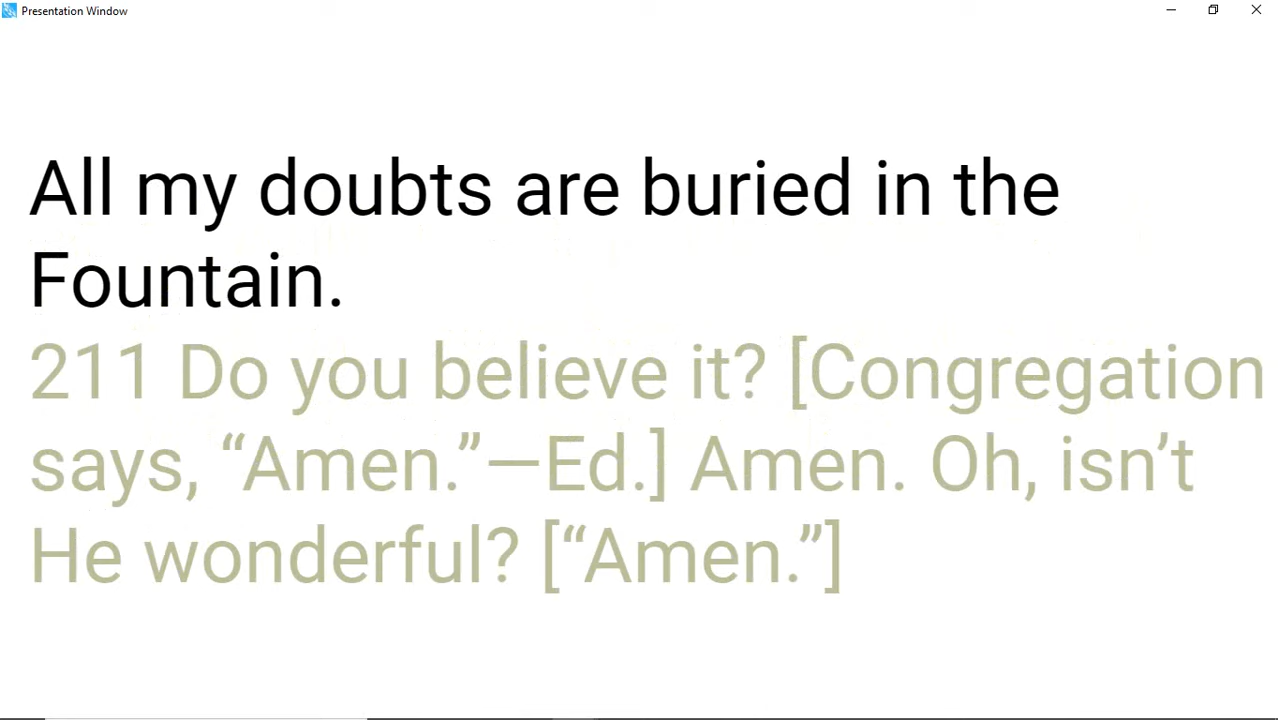 Presentation Window
All my doubts are buried in the
Fountain.
211 Do you believe it? [Congregation
says, “Amen.”—Ed.] Amen. Oh, isn’t
He wonderful? [“Amen.”]